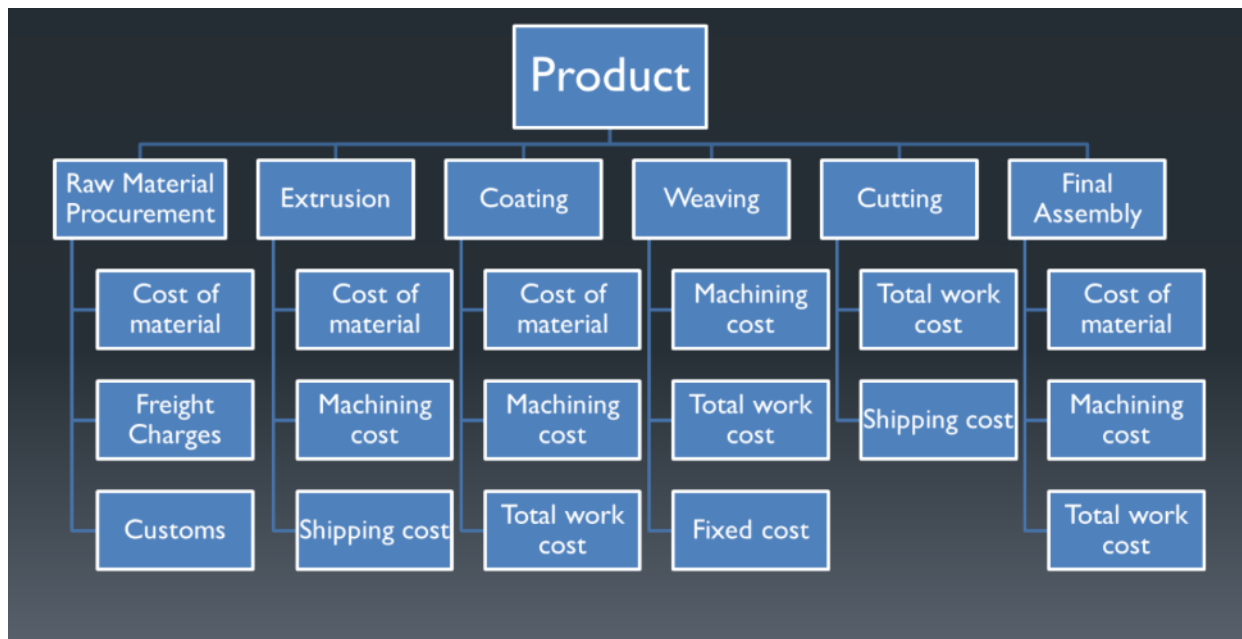 Product
Raw Material
Procurement
Extrusion
Coating
Weaving
Cutting
Final
Assembly
Cost of
material
Cost of
material
Cost of
material
Machining
cost
Total work
cost
Cost of
material
Freight
Charges
Machining
cost
Machining
cost
Total work
cost
Shipping cost
Machining
cost
Customs
Shipping cost
Total work
cost
Fixed cost
Total work
cost